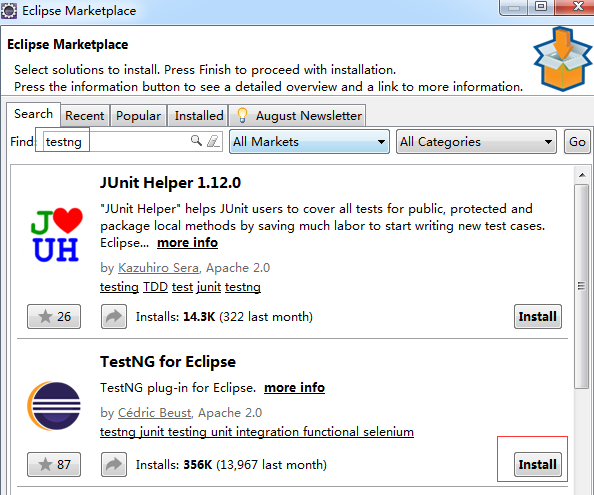 Eclipse Marketplace
Eclipse Marketplace
Select solutions to install. Press Finish to proceed with installation.
Press the information button to see a detailed overview and a link to more information.
Search Recent Popular Installed August Newsletter
Find: testng All Markets All Categories Go
JUnit Helper 1.12.0
"JUnit Helper" helps JUnit users to cover all tests for public, protected and
package local methods by saving much labor to start writing new test cases.
Eclipse... more info
J UH
by Kazuhiro Sera, Apache 2.0
testing TDD test junit testng
26 Installs: 14.3K (322 last month) Install
TestNG for Eclipse
TestNG plug-in for Eclipse. more info
by Cédric Beust, Apache 2.0
testng junit testing unit integration functional selenium
87 Installs: 356K (13,967 last month) Install